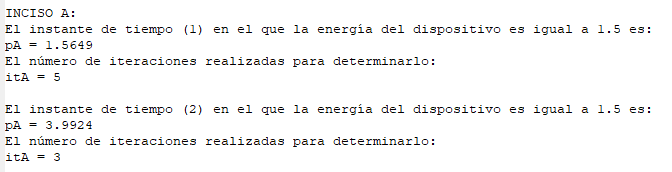 INCISO A:
El instante de tiempo (1) en el que la energía del dispositivo es igual a 1.5 es:
pA = 1.5649
El número de iteraciones realizadas para determinarlo:
itA = 5
El instante de tiempo (2) en el que la energía del dispositivo es igual a 1.5 es:
pA = 3.9924
El número de iteraciones realizadas para determinarlo:
itA = 3